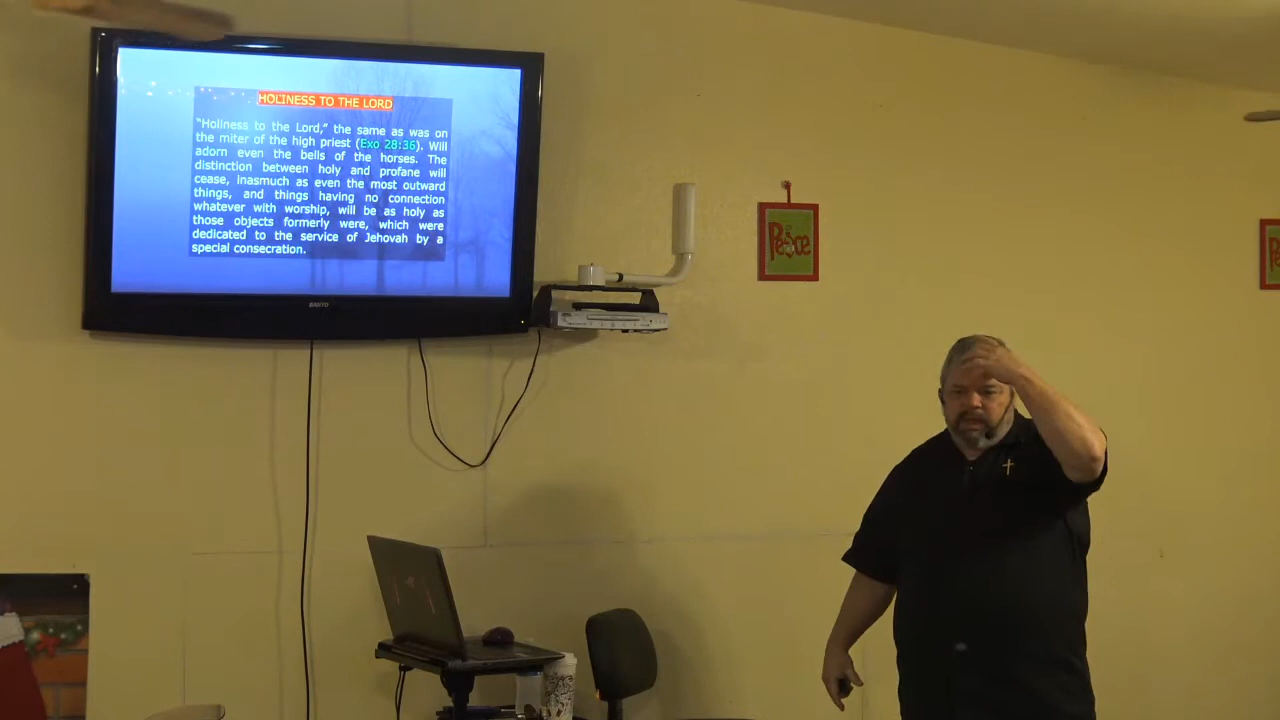 HOLINESS TO THE LORD
"Holiness to the Lord," the same as was on
the miter of the high priest (Exo 28:36). Will
adorn even the bells of the horses. The
distinction between holy and profane will
cease, inasmuch as even the most outward
things, and things having no connection
whatever with worship, will be as holy as
those objects formerly were, which were
dedicated to the service of Jehovah by a
special consecration.
SANYO
Peace
Pe